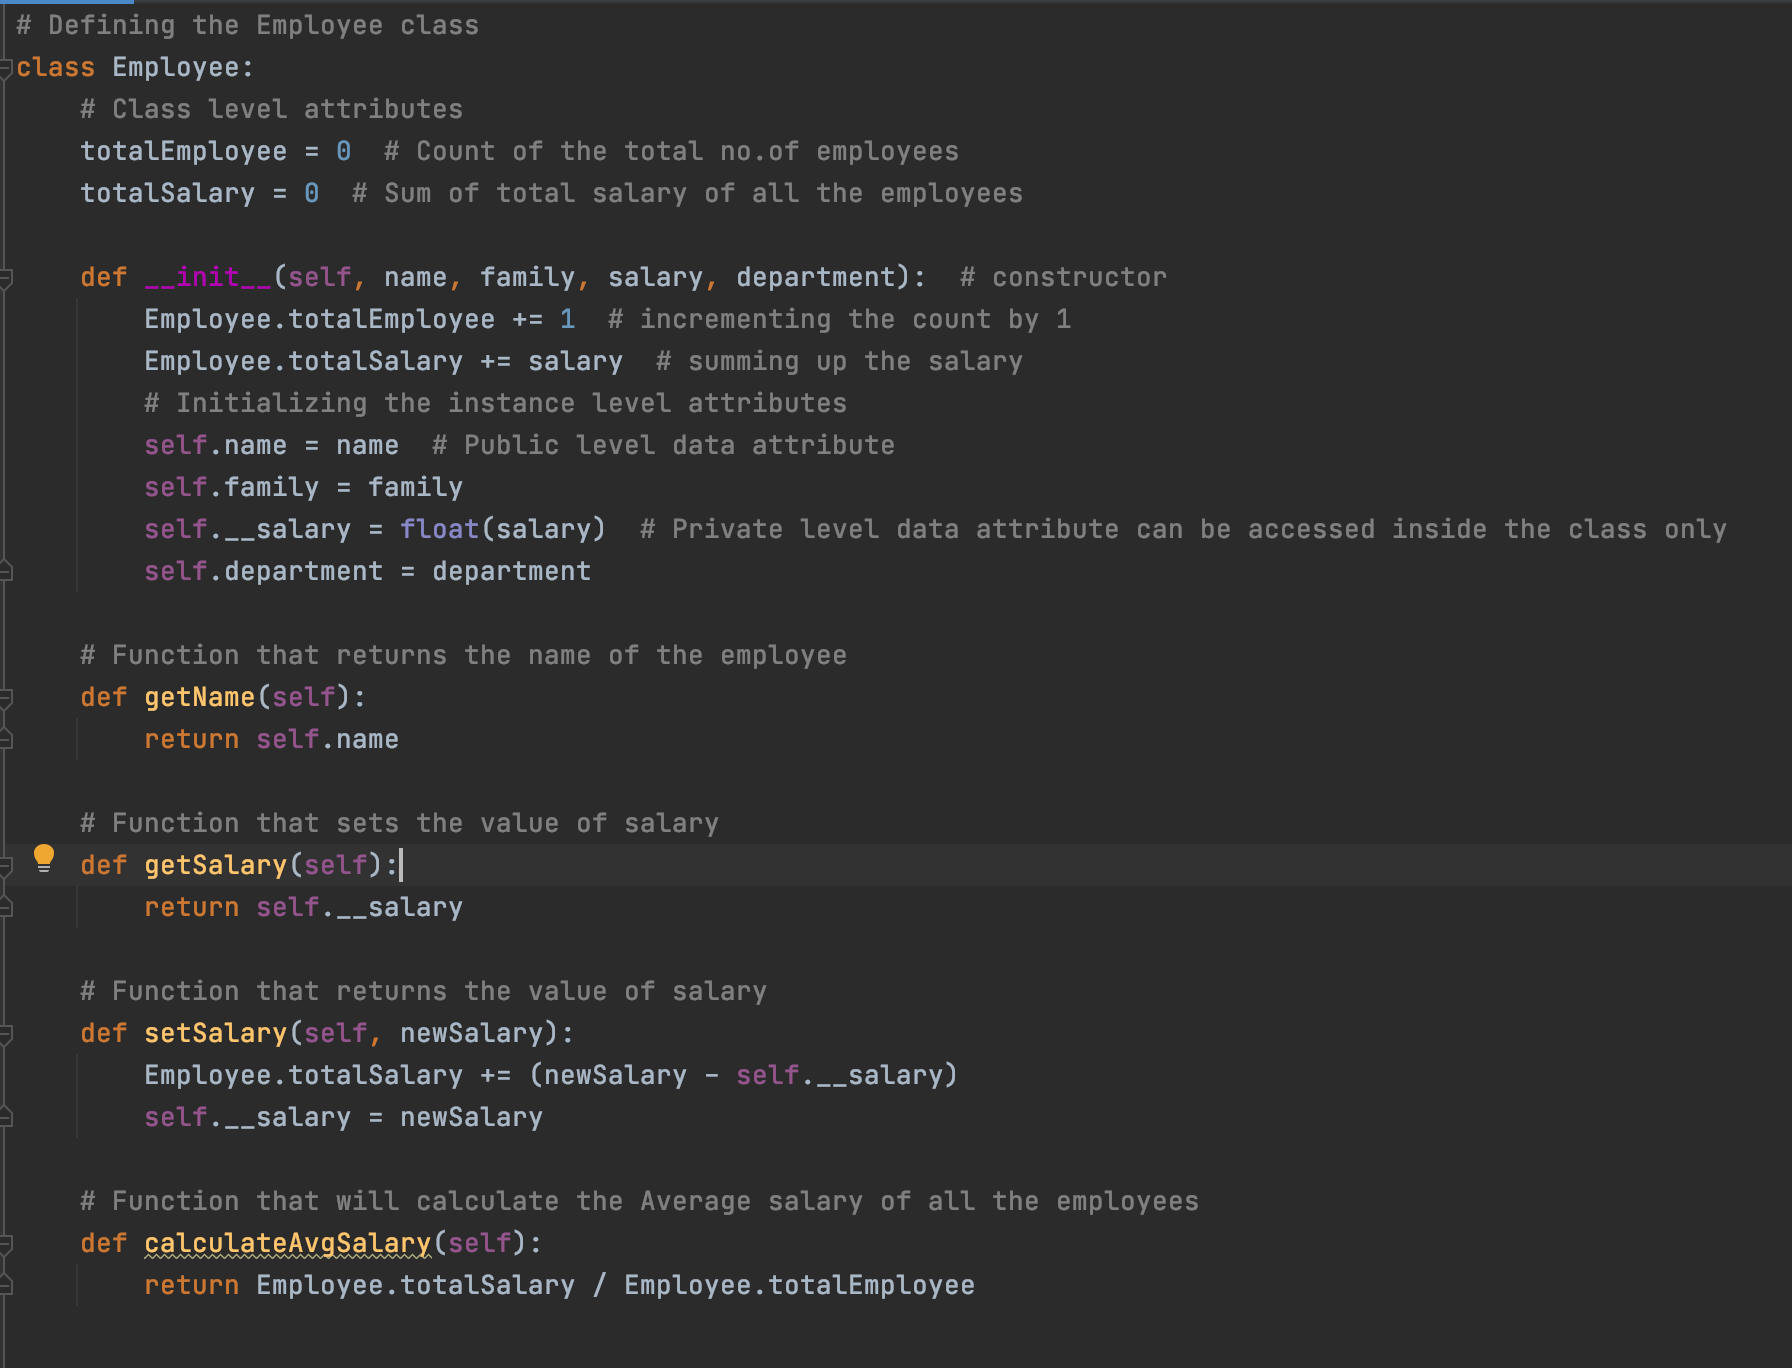 # Defining the Employee class
class Employee:
    # Class level attributes
    totalEmployee = 0  # Count of the total no.of employees
    totalSalary = 0  # Sum of total salary of all the employees

    def __init__(self, name, family, salary, department):  # constructor
        Employee.totalEmployee += 1  # incrementing the count by 1
        Employee.totalSalary += salary  # summing up the salary
        # Initializing the instance level attributes
        self.name = name  # Public level data attribute
        self.family = family
        self.__salary = float(salary)  # Private level data attribute can be accessed inside the class only
        self.department = department

    # Function that returns the name of the employee
    def getName(self):
        return self.name

    # Function that sets the value of salary
    def getSalary(self):
        return self.__salary

    # Function that returns the value of salary
    def setSalary(self, newSalary):
        Employee.totalSalary += (newSalary - self.__salary)
        self.__salary = newSalary

    # Function that will calculate the Average salary of all the employees
    def calculateAvgSalary(self):
        return Employee.totalSalary / Employee.totalEmployee